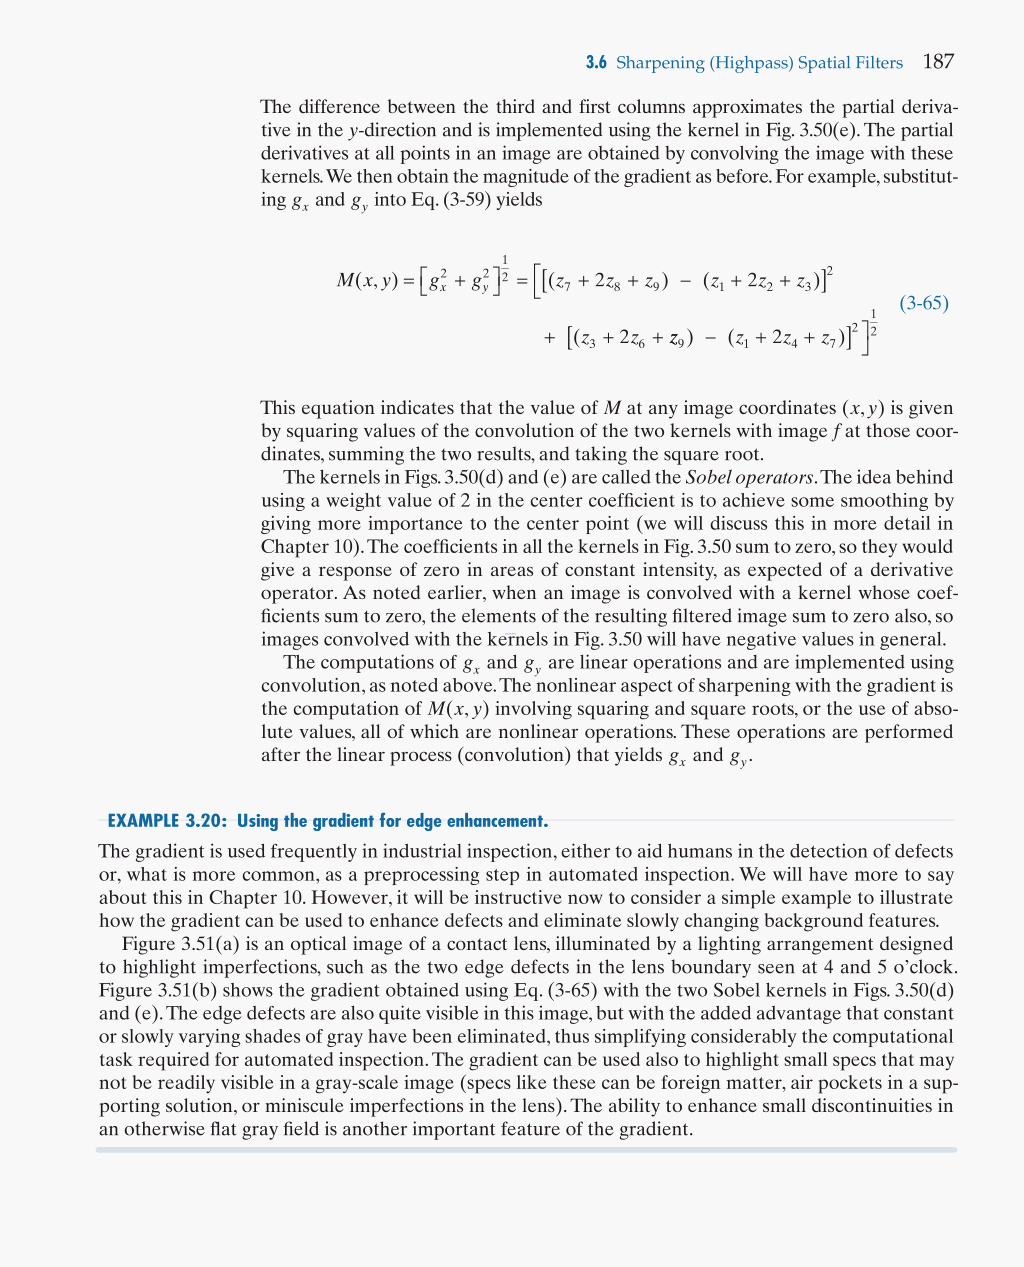 3.6 Sharpening (Highpass) Spatial Filters 187
The difference between the third and first columns approximates the partial deriva-
tive in the y-direction and is implemented using the kernel in Fig. 3.50(e). The partial
derivatives at all points in an image are obtained by convolving the image with these
kernels. We then obtain the magnitude of the gradient as before. For example, substitut-
ing g_x and g_y into Eq. (3-59) yields
M(x, y) = [g_x^2 + g_y^2]^{1/2} = [[(z_7 + 2z_8 + z_9) − (z_1 + 2z_2 + z_3)]^2
(3-65)
+ [(z_3 + 2z_6 + z_9) − (z_1 + 2z_4 + z_7)]^2]^{1/2}
This equation indicates that the value of M at any image coordinates (x, y) is given
by squaring values of the convolution of the two kernels with image f at those coor-
dinates, summing the two results, and taking the square root.
The kernels in Figs. 3.50(d) and (e) are called the Sobel operators. The idea behind
using a weight value of 2 in the center coefficient is to achieve some smoothing by
giving more importance to the center point (we will discuss this in more detail in
Chapter 10). The coefficients in all the kernels in Fig. 3.50 sum to zero, so they would
give a response of zero in areas of constant intensity, as expected of a derivative
operator. As noted earlier, when an image is convolved with a kernel whose coef-
ficients sum to zero, the elements of the resulting filtered image sum to zero also, so
images convolved with the kernels in Fig. 3.50 will have negative values in general.
The computations of g_x and g_y are linear operations and are implemented using
convolution, as noted above. The nonlinear aspect of sharpening with the gradient is
the computation of M(x, y) involving squaring and square roots, or the use of abso-
lute values, all of which are nonlinear operations. These operations are performed
after the linear process (convolution) that yields g_x and g_y.
EXAMPLE 3.20: Using the gradient for edge enhancement.
The gradient is used frequently in industrial inspection, either to aid humans in the detection of defects
or, what is more common, as a preprocessing step in automated inspection. We will have more to say
about this in Chapter 10. However, it will be instructive now to consider a simple example to illustrate
how the gradient can be used to enhance defects and eliminate slowly changing background features.
Figure 3.51(a) is an optical image of a contact lens, illuminated by a lighting arrangement designed
to highlight imperfections, such as the two edge defects in the lens boundary seen at 4 and 5 o’clock.
Figure 3.51(b) shows the gradient obtained using Eq. (3-65) with the two Sobel kernels in Figs. 3.50(d)
and (e). The edge defects are also quite visible in this image, but with the added advantage that constant
or slowly varying shades of gray have been eliminated, thus simplifying considerably the computational
task required for automated inspection. The gradient can be used also to highlight small specs that may
not be readily visible in a gray-scale image (specs like these can be foreign matter, air pockets in a sup-
porting solution, or miniscule imperfections in the lens). The ability to enhance small discontinuities in
an otherwise flat gray field is another important feature of the gradient.